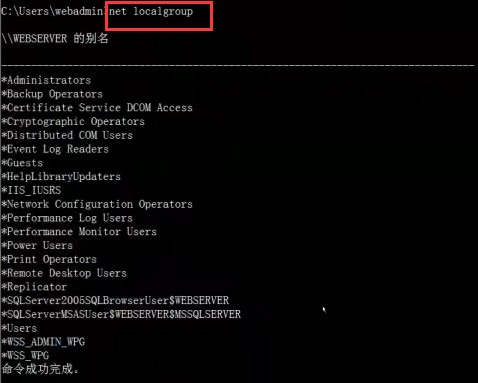 C:\Users\webadmin>net localgroup
\\WEBSERVER 的别名
-------------------------------------------------------------------------------
*Administrators
*Backup Operators
*Certificate Service DCOM Access
*Cryptographic Operators
*Distributed COM Users
*Event Log Readers
*Guests
*HelpLibraryUpdaters
*IIS_IUSRS
*Network Configuration Operators
*Performance Log Users
*Performance Monitor Users
*Power Users
*Print Operators
*Remote Desktop Users
*Replicator
*SQLServer2005SQLBrowserUser$WEBSERVER
*SQLServerMSASUser$WEBSERVER$MSSQLSERVER
*Users
*WSS_ADMIN_WPG
*WSS_WPG
命令成功完成。